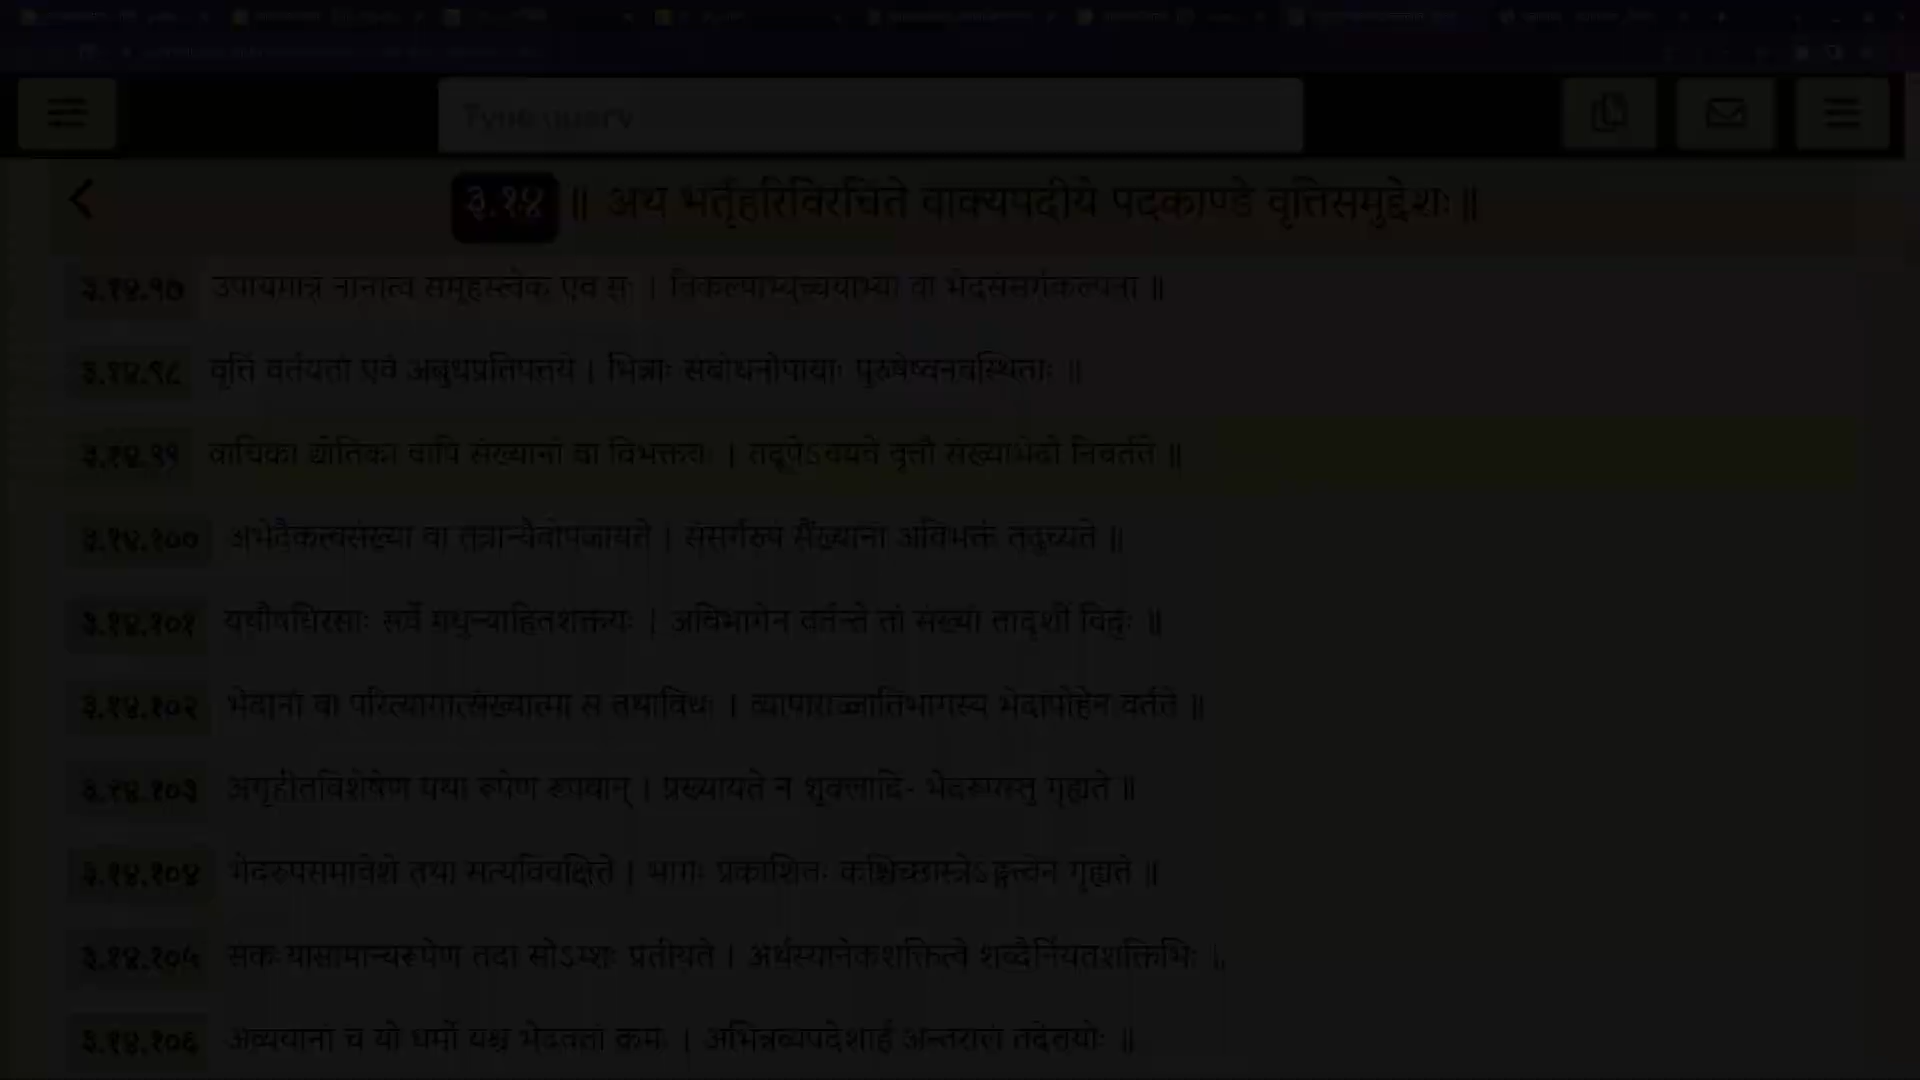 Type query
३.१४ ॥ अथ भर्तृहरिविरचिते वाक्यपदीये पदकाण्डे वृत्तिसमुद्देशः ॥
३.१४.९७ उपायमात्रं नानात्वं समूहस्त्वेक एव सः । विकल्पाभ्युच्चयाभ्यां वा भेदसंसर्गकल्पना ॥
३.१४.९८ वृत्तिं वर्तयतां एवं अबुधप्रतिपत्तये । भिन्नाः संबोधनोपायाः पुरुषेष्वनवस्थिताः ॥
३.१४.९९ वाचिका द्योतिका वापि संख्यानां वा विभक्तयः । तद्रूपेऽवयवे वृत्तौ संख्याभेदो निवर्तते ॥
३.१४.१०० अभेदैकत्वसंख्या वा तत्रान्यैवोपजायते । संसर्गरूपं संख्यानां अविभक्तं तदुच्यते ॥
३.१४.१०१ यथौषधिरसाः सर्वे मधुन्याहितशक्तयः । अविभागेन वर्तन्ते तां संख्यां तादृशीं विदुः ॥
३.१४.१०२ भेदानां वा परित्यागात्संख्यात्मा स तथाविधः । व्यापाराज्जातिभागस्य भेदापोहेन वर्तते ॥
३.१४.१०३ अगृहीतविशेषेण यथा रूपेण रूपवान् । प्रख्यायते न शुक्लादि- भेदरूपस्तु गृह्यते ॥
३.१४.१०४ भेदरूपसमावेशे तथा सत्यविवक्षिते । भागः प्रकाशितः कश्चिच्छास्त्रेऽङ्गत्वेन गृह्यते ॥
३.१४.१०५ तदा सोऽम्शः प्रतीयते । अर्थस्यानेकशक्तित्वे शब्दैर्नियतशक्तिभिः ॥
३.१४.१०६ अव्ययानां च यो धर्मो यश्च भेदवतां क्रमः । अभिन्नव्यपदेशार्हं अन्तरालं तदेतयोः ॥